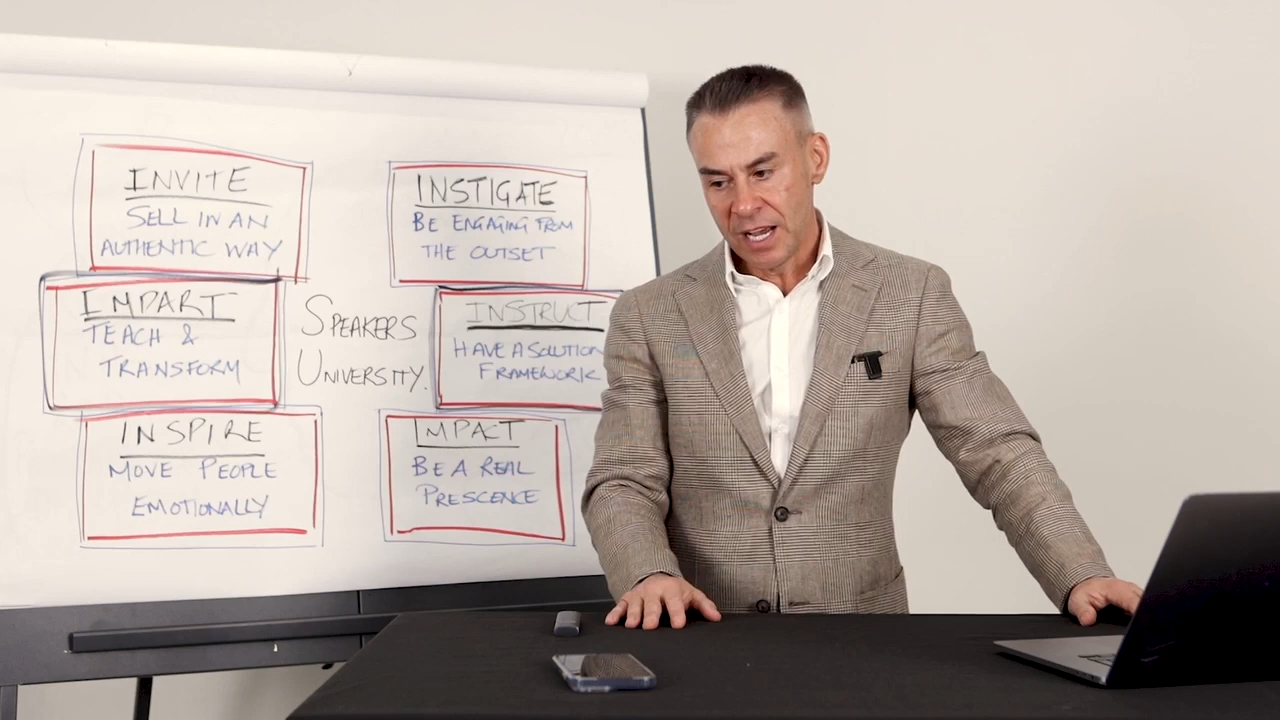 INVITE
SELL IN AN
AUTHENTIC WAY
INSTIGATE
BE ENGAGING FROM
THE OUTSET
IMPART
TEACH &
TRANSFORM
SPEAKERS
UNIVERSITY.
INSTRUCT
HAVE A SOLUTION
FRAMEWORK
INSPIRE
MOVE PEOPLE
EMOTIONALLY
IMPACT
BE A REAL
PRESCENCE